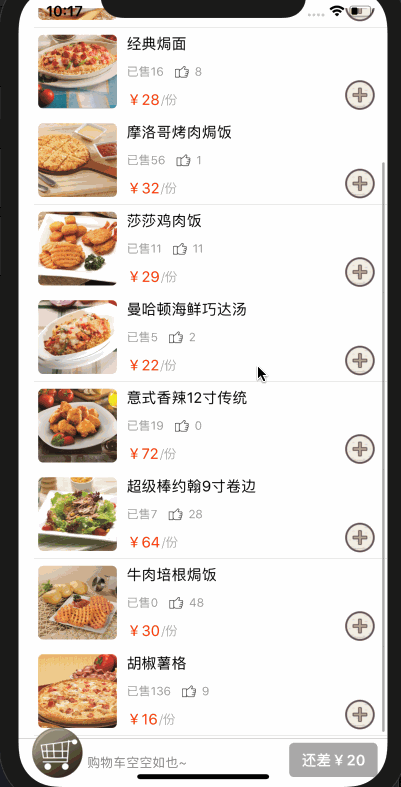 10:17
经典焗面
已售16 8
￥28/份
摩洛哥烤肉焗饭
已售56 1
￥32/份
莎莎鸡肉饭
已售11 11
￥29/份
曼哈顿海鲜巧达汤
已售5 2
￥22/份
意式香辣12寸传统
已售19 0
￥72/份
超级棒约翰9寸卷边
已售7 28
￥64/份
牛肉培根焗饭
已售0 48
￥30/份
胡椒薯格
已售136 9
￥16/份
购物车空空如也~
还差￥20